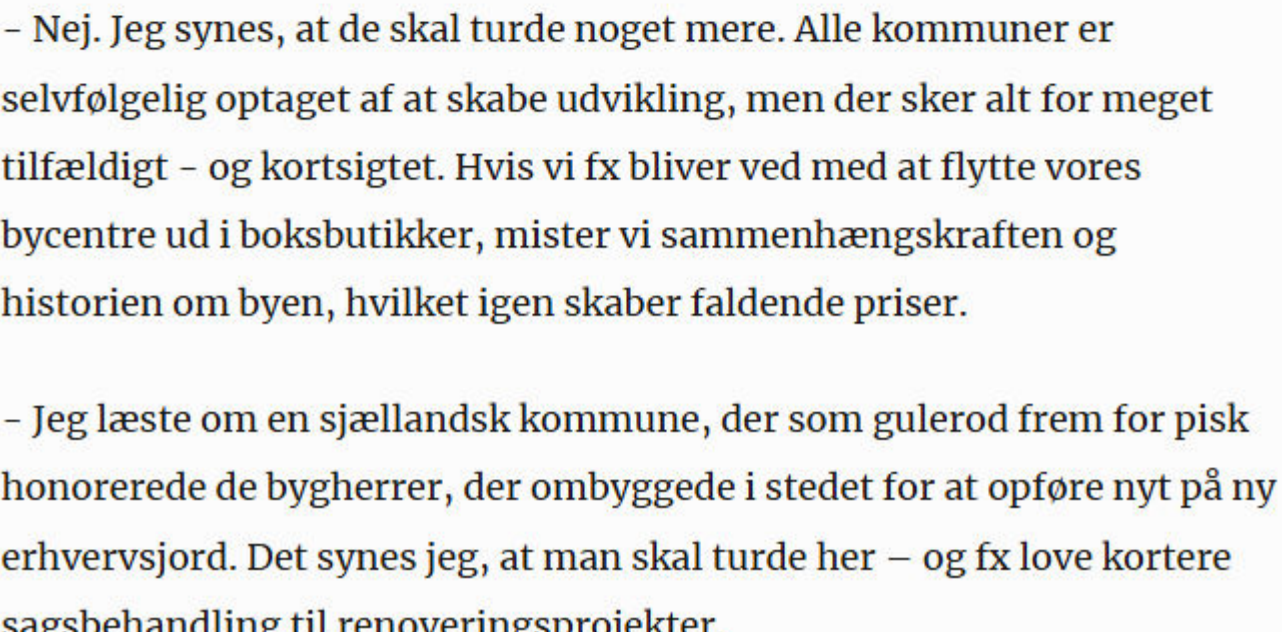 - Nej. Jeg synes, at de skal turde noget mere. Alle kommuner er
selvfølgelig optaget af at skabe udvikling, men der sker alt for meget
tilfældigt - og kortsigtet. Hvis vi fx bliver ved med at flytte vores
bycentre ud i boksbutikker, mister vi sammenhængskraften og
historien om byen, hvilket igen skaber faldende priser.
- Jeg læste om en sjællandsk kommune, der som gulerod frem for pisk
honorerede de bygherrer, der ombyggede i stedet for at opføre nyt på ny
erhvervsjord. Det synes jeg, at man skal turde her – og fx love kortere
sagsbehandling til renoveringsprojekter.